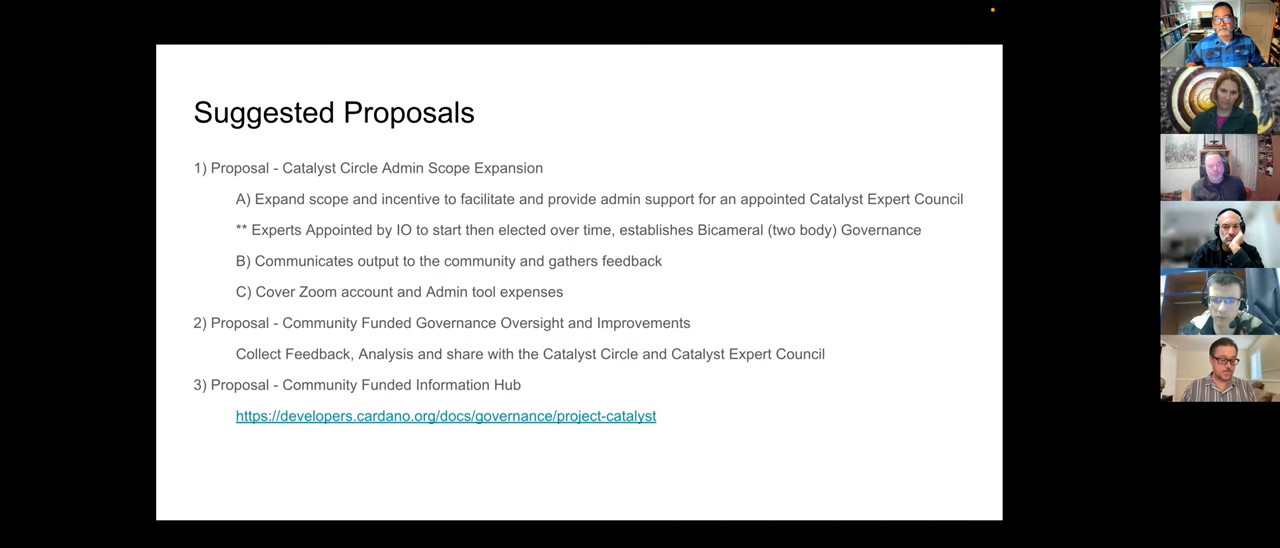 Suggested Proposals
1) Proposal - Catalyst Circle Admin Scope Expansion
A) Expand scope and incentive to facilitate and provide admin support for an appointed Catalyst Expert Council
** Experts Appointed by IO to start then elected over time, establishes Bicameral (two body) Governance
B) Communicates output to the community and gathers feedback
C) Cover Zoom account and Admin tool expenses
2) Proposal - Community Funded Governance Oversight and Improvements
Collect Feedback, Analysis and share with the Catalyst Circle and Catalyst Expert Council
3) Proposal - Community Funded Information Hub
https://developers.cardano.org/docs/governance/project-catalyst